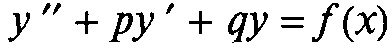 y ″ + py ′ + qy = f(x)